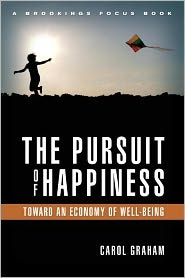 A BROOKINGS FOCUS BOOK
THE PURSUIT
OF HAPPINESS
TOWARD AN ECONOMY OF WELL-BEING
CAROL GRAHAM